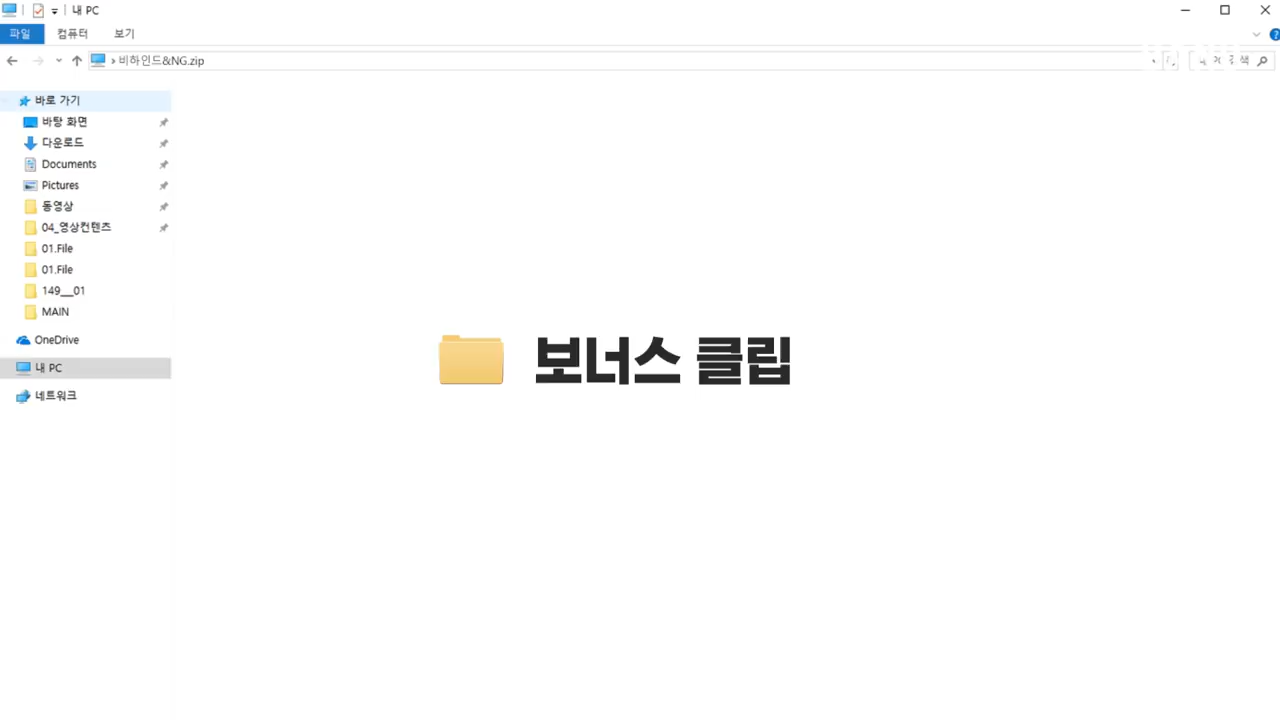 내 PC
파일 컴퓨터 보기
비하인드&NG.zip
바로 가기
바탕 화면
다운로드
Documents
Pictures
동영상
04_영상컨텐츠
01.File
01.File
149__01
MAIN
OneDrive
내 PC
네트워크
보너스 클립